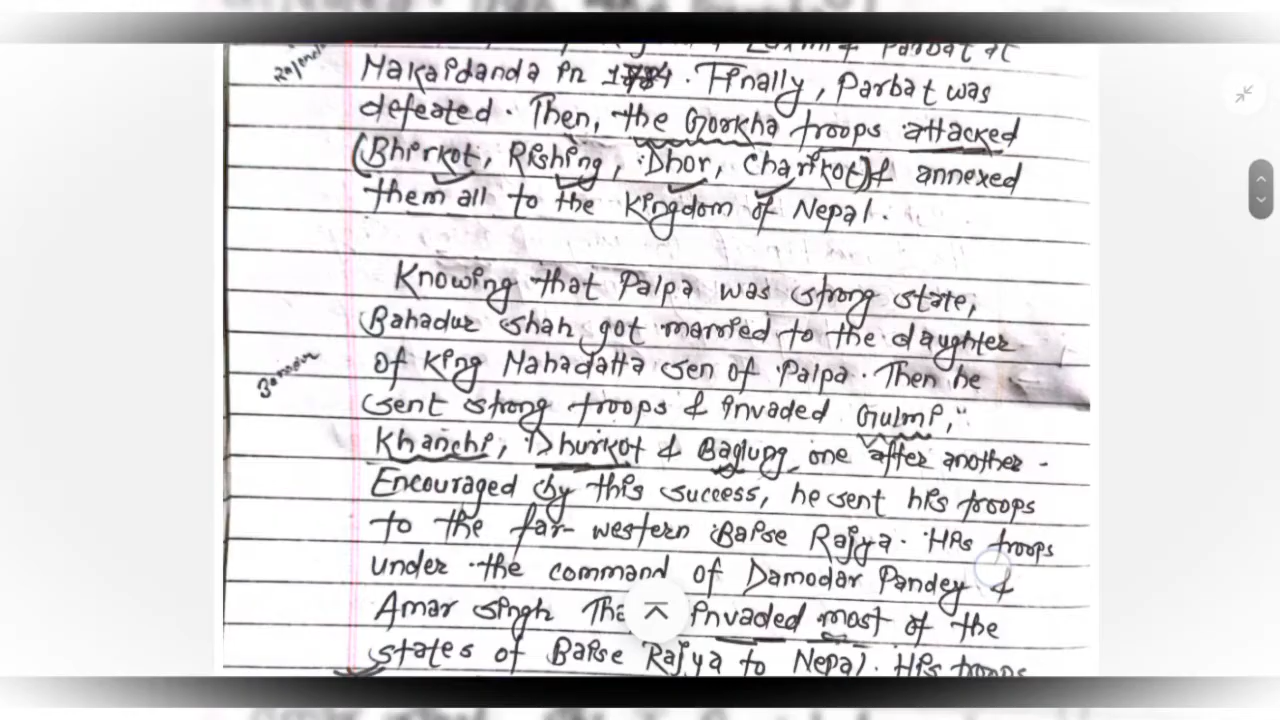 Parbat at
Makaidanda in 1784. Finally, Parbat was
defeated. Then, the Gorkha troops attacked
(Bhirkot, Rishing, Dhor, Charikot) & annexed
them all to the kingdom of Nepal.
Knowing that Palpa was strong state,
Bahadur shah got married to the daughter
of King Mahadatta sen of Palpa. Then he
sent strong troops & invaded Gulmi,
Khanchi, Dhurkot & Baglung one after another.
Encouraged by this success, he sent his troops
to the far-western Baise Rajya. His troops
under the command of Damodar Pandey &
Amar singh invaded most of the
states of Baise Rajya to Nepal. His troops